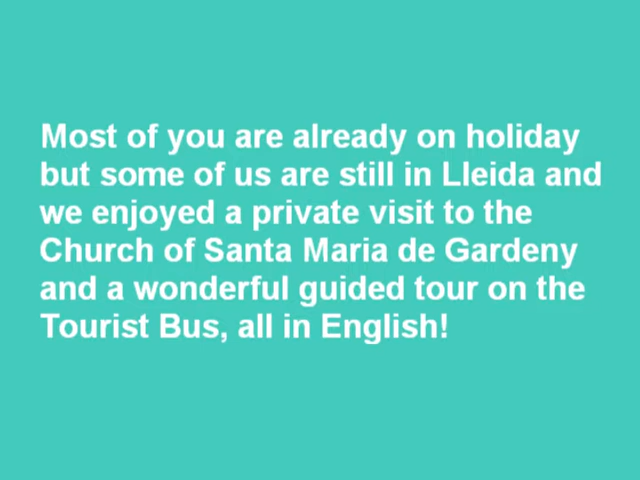 Most of you are already on holiday
but some of us are still in Lleida and
we enjoyed a private visit to the
Church of Santa Maria de Gardeny
and a wonderful guided tour on the
Tourist Bus, all in English!